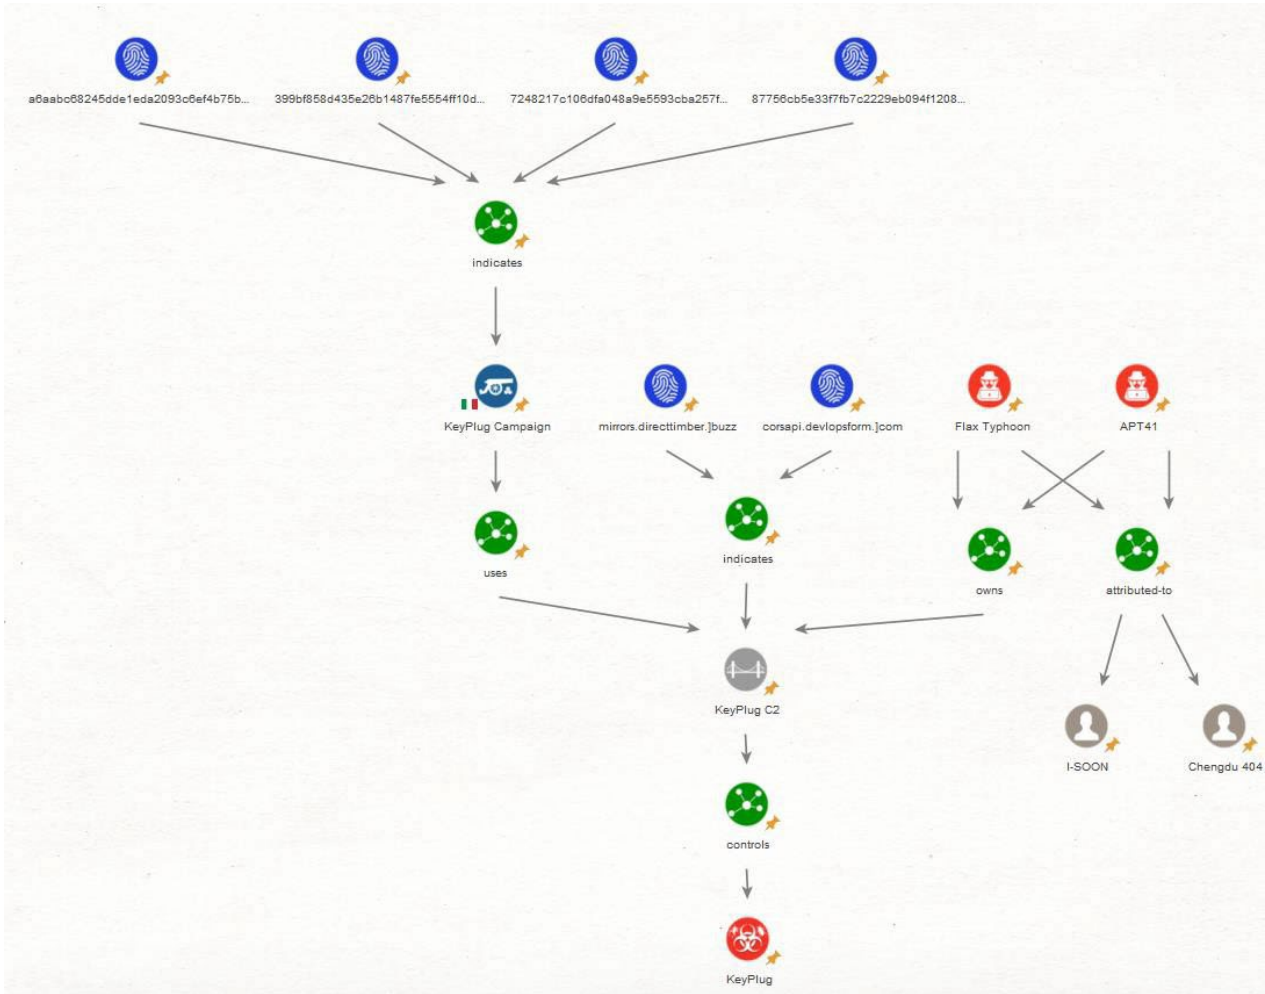 a6aabc68245dde1eda2093c6ef4b75b...
399bf858d435e26b1487fe5554ff10d...
7248217c106dfa048a9e5593cba257f...
87756cb5e33f7fb7c2229eb094f1208...
indicates
KeyPlug Campaign
mirrors.directtimber.]buzz
corsapi.devlopsform.]com
Flax Typhoon
APT41
uses
indicates
owns
attributed-to
KeyPlug C2
I-SOON
Chengdu 404
controls
KeyPlug